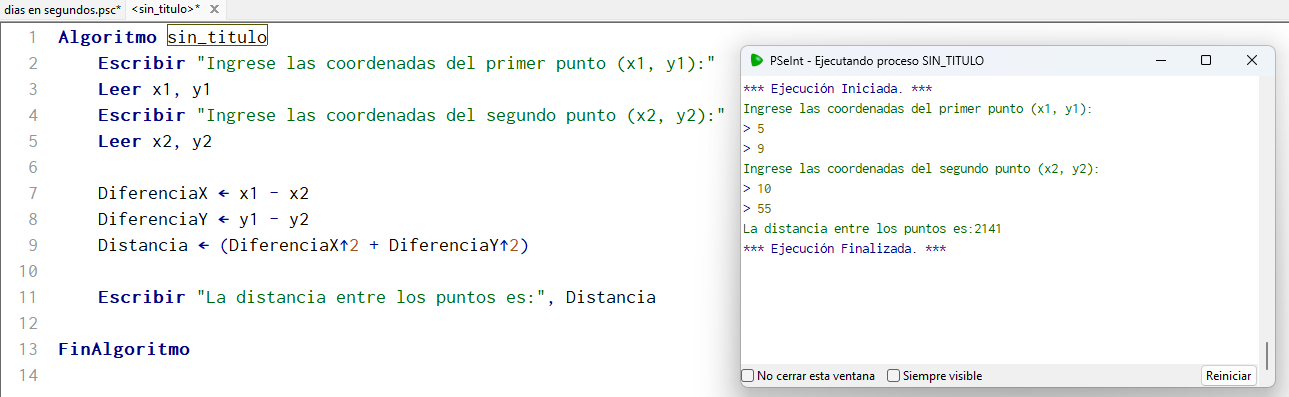 dias en segundos.psc* <sin_titulo>*
1 Algoritmo sin_titulo
2 Escribir "Ingrese las coordenadas del primer punto (x1, y1):"
3 Leer x1, y1
4 Escribir "Ingrese las coordenadas del segundo punto (x2, y2):"
5 Leer x2, y2
6
7 DiferenciaX ← x1 - x2
8 DiferenciaY ← y1 - y2
9 Distancia ← (DiferenciaX↑2 + DiferenciaY↑2)
10
11 Escribir "La distancia entre los puntos es:", Distancia
12
13 FinAlgoritmo
14
PSeInt - Ejecutando proceso SIN_TITULO
*** Ejecución Iniciada. ***
Ingrese las coordenadas del primer punto (x1, y1):
> 5
> 9
Ingrese las coordenadas del segundo punto (x2, y2):
> 10
> 55
La distancia entre los puntos es:2141
*** Ejecución Finalizada. ***
No cerrar esta ventana Siempre visible Reiniciar